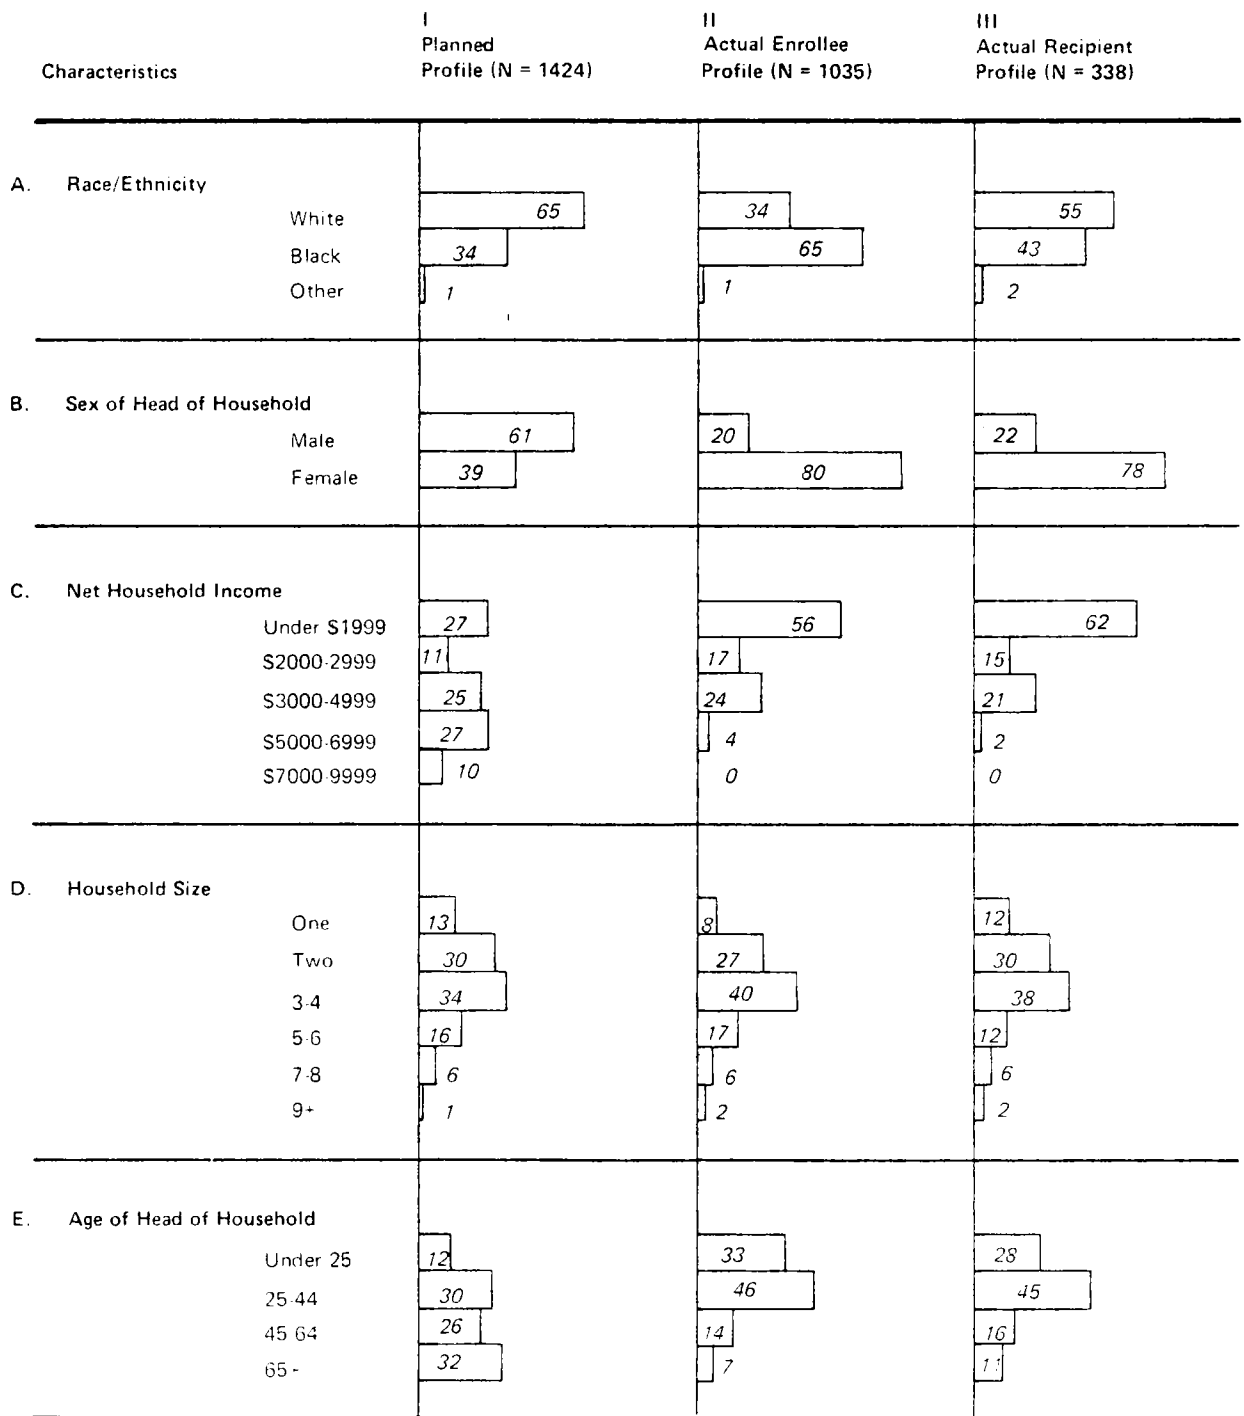 Characteristics
I
Planned
Profile (N = 1424)
II
Actual Enrollee
Profile (N = 1035)
III
Actual Recipient
Profile (N = 338)
A. Race/Ethnicity
White 65 34 55
Black 34 65 43
Other 1 1 2
B. Sex of Head of Household
Male 61 20 22
Female 39 80 78
C. Net Household Income
Under $1999 27 56 62
$2000-2999 11 17 15
$3000-4999 25 24 21
$5000-6999 27 4 2
$7000-9999 10 0 0
D. Household Size
One 13 8 12
Two 30 27 30
3-4 34 40 38
5-6 16 17 12
7-8 6 6 6
9+ 1 2 2
E. Age of Head of Household
Under 25 12 33 28
25-44 30 46 45
45 64 26 14 16
65 - 32 7 11